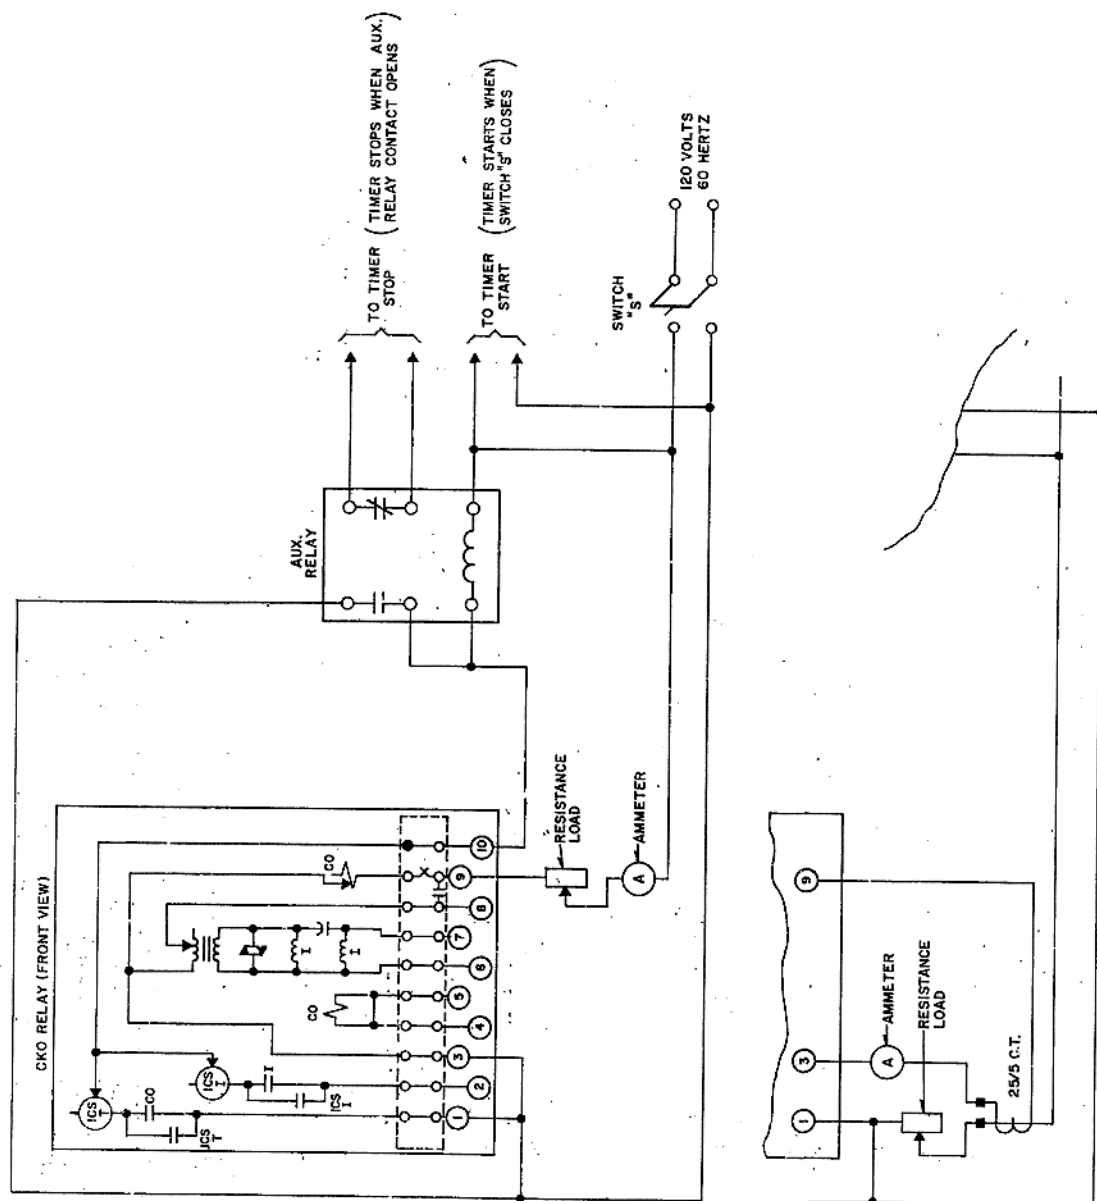 CKO RELAY (FRONT VIEW)
ICS
T
CO
ICS
T
ICS
I
I
ICS
I
CO
I
I
CO
1
2
3
4
5
6
7
8
9
10
AUX.
RELAY
TO TIMER
STOP
(TIMER STOPS WHEN AUX.
RELAY CONTACT OPENS)
TO TIMER
START
(TIMER STARTS WHEN
SWITCH "S" CLOSES)
SWITCH
"S"
120 VOLTS
60 HERTZ
RESISTANCE
LOAD
AMMETER
A
1
3
9
A
AMMETER
RESISTANCE
LOAD
25/5 C.T.